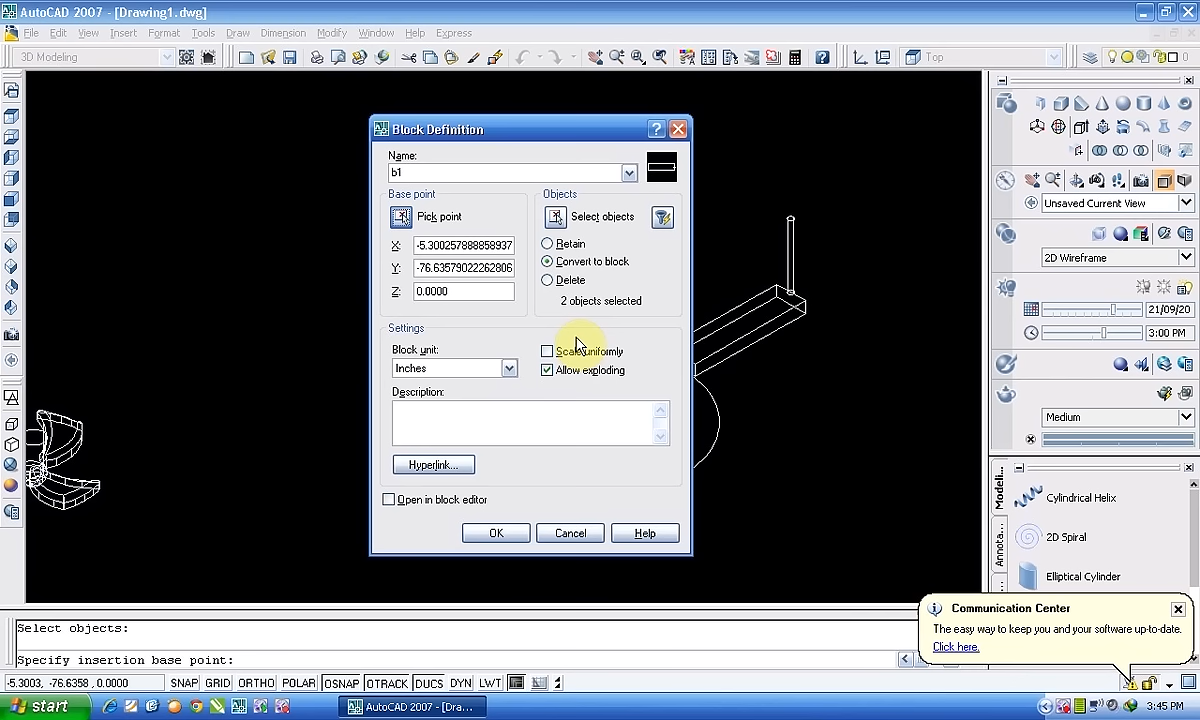 AutoCAD 2007 - [Drawing1.dwg]
File Edit View Insert Format Tools Draw Dimension Modify Window Help Express
3D Modeling
Top
0
Block Definition
Name:
b1
Base point
Pick point
X: -5.300257888858937
Y: -76.63579022262806
Z: 0.0000
Objects
Select objects
Retain
Convert to block
Delete
2 objects selected
Settings
Block unit:
Inches
Scale uniformly
Allow exploding
Description:
Hyperlink...
Open in block editor
OK Cancel Help
Unsaved Current View
2D Wireframe
21/09/20
3:00 PM
Medium
Modeli...
Annota...
Cylindrical Helix
2D Spiral
Elliptical Cylinder
Communication Center
The easy way to keep you and your software up-to-date.
Click here.
Select objects:
Specify insertion base point:
-5.3003, -76.6358 , 0.0000 SNAP GRID ORTHO POLAR OSNAP OTRACK DUCS DYN LWT
start
AutoCAD 2007 - [Dra...
3:45 PM